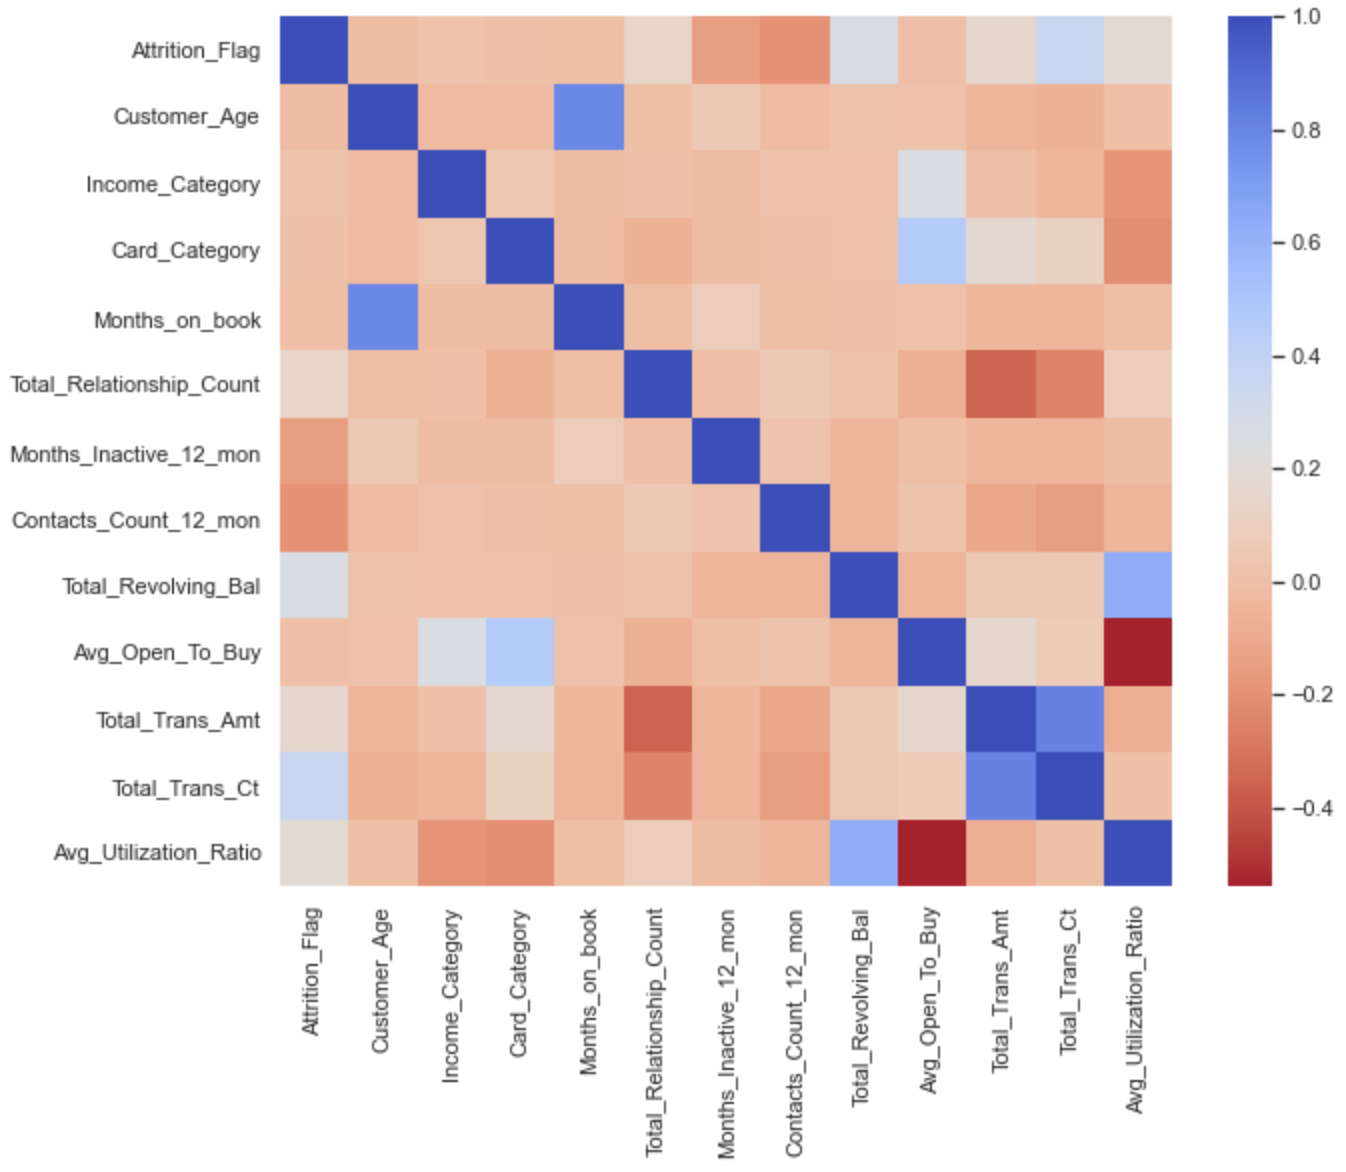 Attrition_Flag
Customer_Age
Income_Category
Card_Category
Months_on_book
Total_Relationship_Count
Months_Inactive_12_mon
Contacts_Count_12_mon
Total_Revolving_Bal
Avg_Open_To_Buy
Total_Trans_Amt
Total_Trans_Ct
Avg_Utilization_Ratio
Attrition_Flag
Customer_Age
Income_Category
Card_Category
Months_on_book
Total_Relationship_Count
Months_Inactive_12_mon
Contacts_Count_12_mon
Total_Revolving_Bal
Avg_Open_To_Buy
Total_Trans_Amt
Total_Trans_Ct
Avg_Utilization_Ratio
1.0
0.8
0.6
0.4
0.2
0.0
−0.2
−0.4